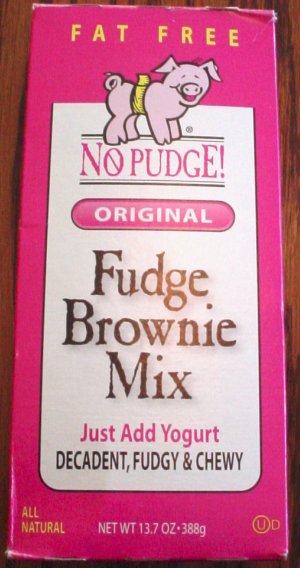 FAT FREE
®
NO PUDGE!
ORIGINAL
Fudge
Brownie
Mix
Just Add Yogurt
DECADENT, FUDGY & CHEWY
ALL
NATURAL
NET WT 13.7 OZ•388g
Ⓤ D